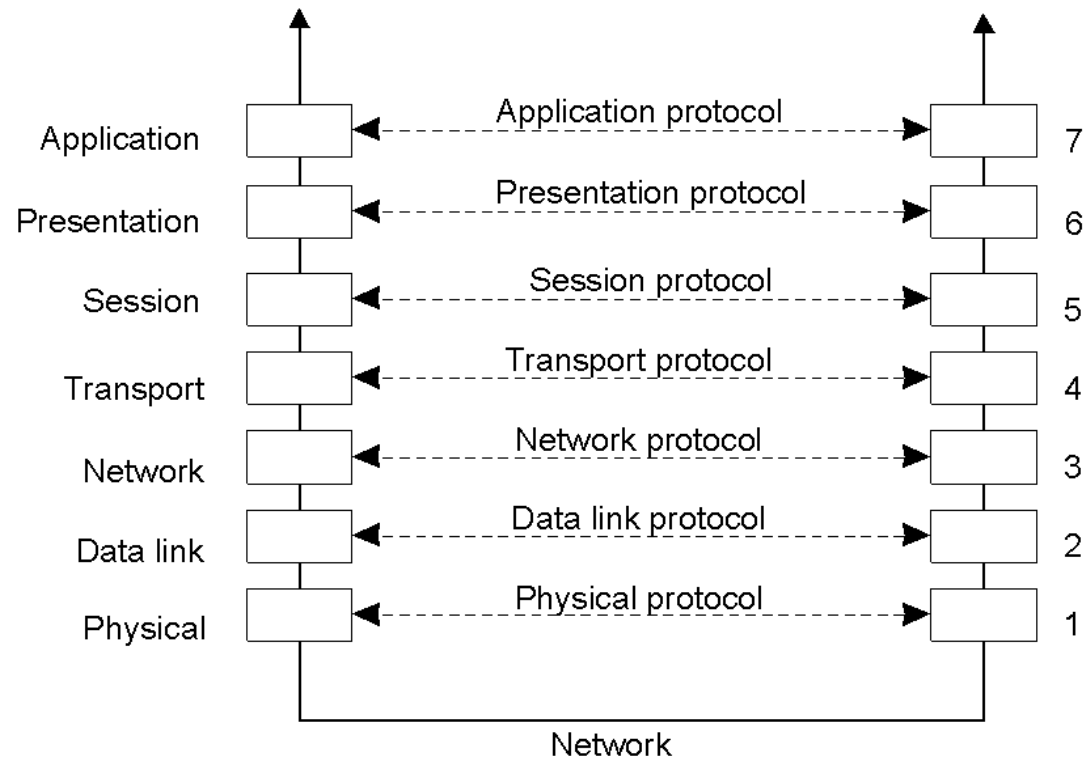 Application
Application protocol
7
Presentation
Presentation protocol
6
Session
Session protocol
5
Transport
Transport protocol
4
Network
Network protocol
3
Data link
Data link protocol
2
Physical
Physical protocol
1
Network